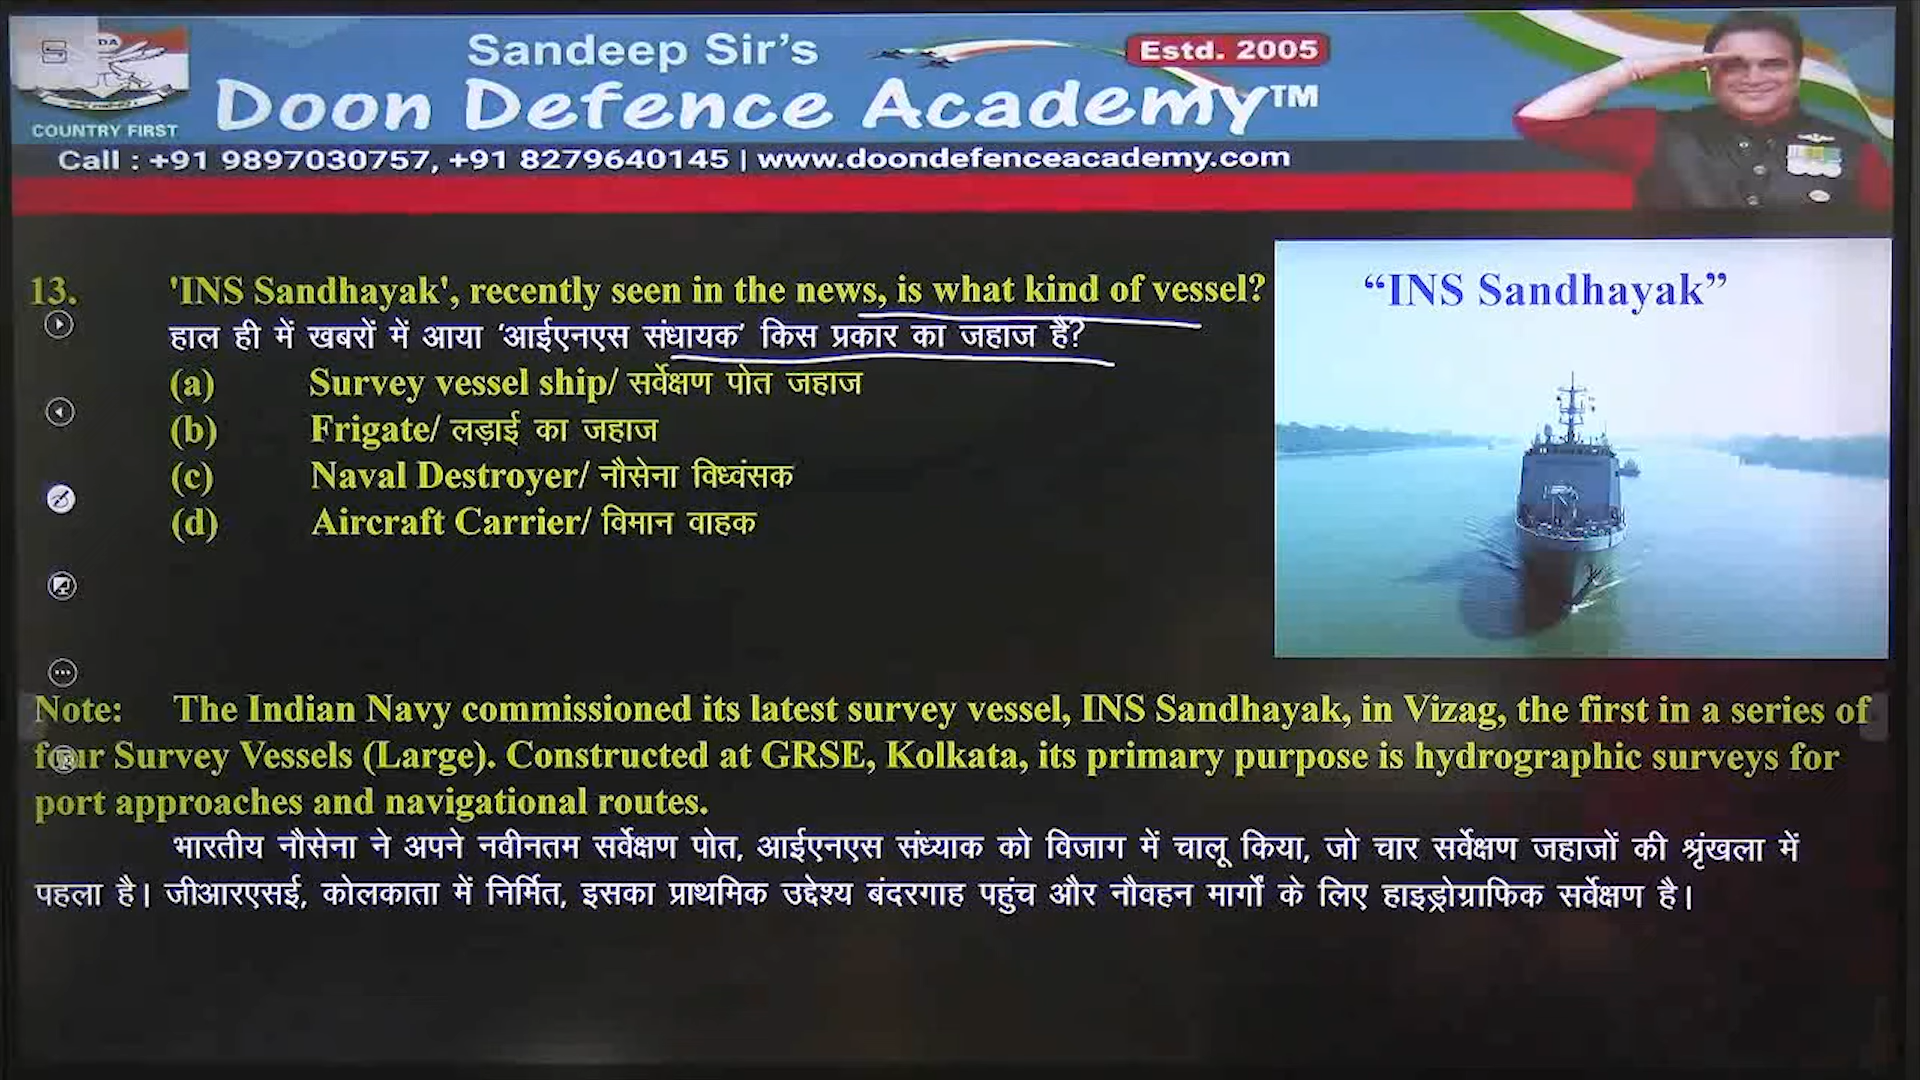 Sandeep Sir's
Estd. 2005
Doon Defence Academy™
COUNTRY FIRST
Call : +91 9897030757, +91 8279640145 | www.doondefenceacademy.com
13. 'INS Sandhayak', recently seen in the news, is what kind of vessel?
हाल ही में खबरों में आया 'आईएनएस संधायक' किस प्रकार का जहाज है?
(a) Survey vessel ship/ सर्वेक्षण पोत जहाज
(b) Frigate/ लड़ाई का जहाज
(c) Naval Destroyer/ नौसेना विध्वंसक
(d) Aircraft Carrier/ विमान वाहक
“INS Sandhayak”
Note: The Indian Navy commissioned its latest survey vessel, INS Sandhayak, in Vizag, the first in a series of
four Survey Vessels (Large). Constructed at GRSE, Kolkata, its primary purpose is hydrographic surveys for
port approaches and navigational routes.
भारतीय नौसेना ने अपने नवीनतम सर्वेक्षण पोत, आईएनएस संध्याक को विजाग में चालू किया, जो चार सर्वेक्षण जहाजों की श्रृंखला में
पहला है। जीआरएसई, कोलकाता में निर्मित, इसका प्राथमिक उद्देश्य बंदरगाह पहुंच और नौवहन मार्गों के लिए हाइड्रोग्राफिक सर्वेक्षण है।